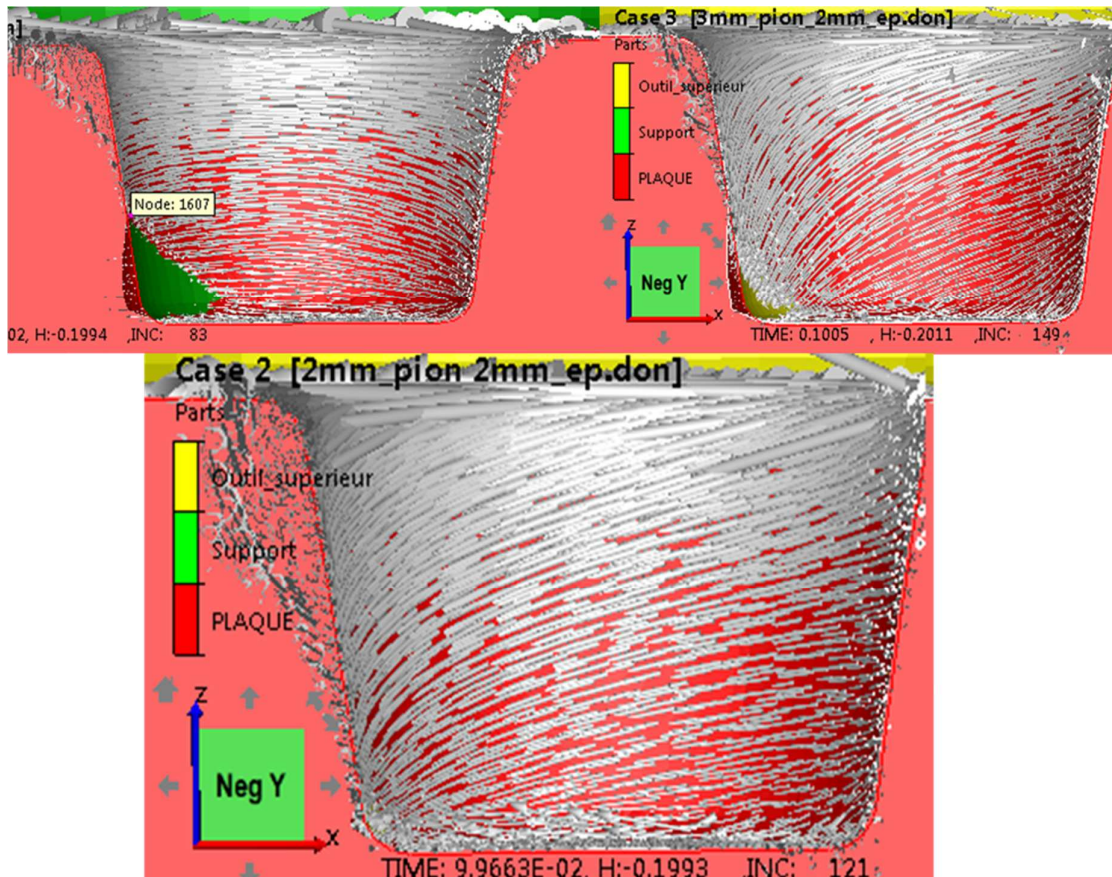 Node: 1607
02, H:-0.1994 ,INC: 83
Case 3 [3mm_pion_2mm_ep.don]
Parts
Outil_superieur
Support
PLAQUE
Z
Neg Y
X
TIME: 0.1005 , H:-0.2011 ,INC: 149
Case 2 [2mm_pion 2mm_ep.don]
Parts
Outil_superieur
Support
PLAQUE
Z
Neg Y
X
TIME: 9.9663E-02, H:-0.1993 ,INC: 121